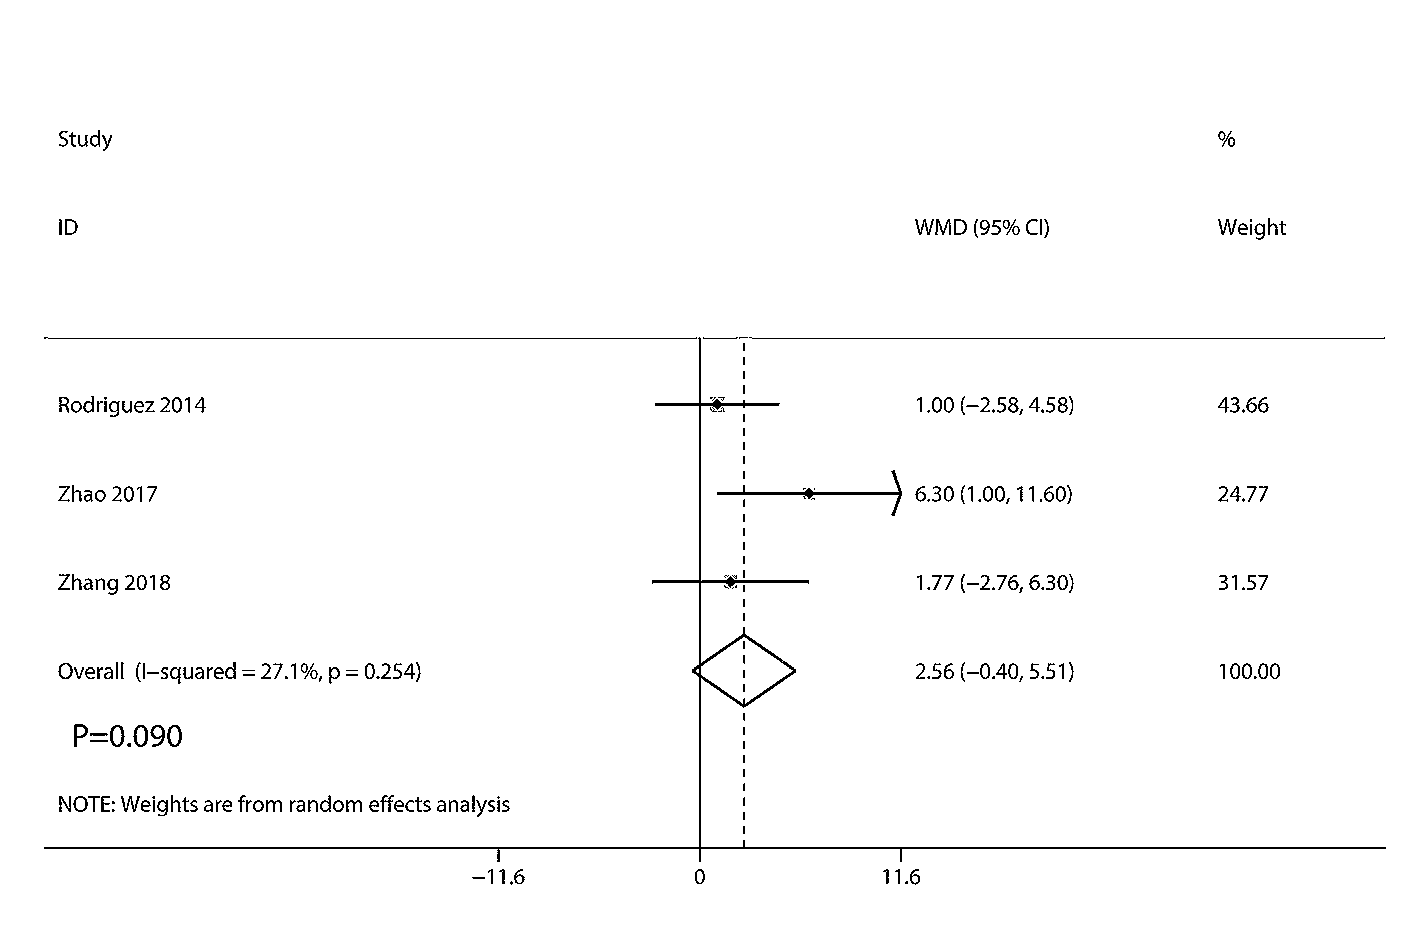 Study %
ID WMD (95% CI) Weight
Rodriguez 2014 1.00 (−2.58, 4.58) 43.66
Zhao 2017 6.30 (1.00, 11.60) 24.77
Zhang 2018 1.77 (−2.76, 6.30) 31.57
Overall (I−squared = 27.1%, p = 0.254) 2.56 (−0.40, 5.51) 100.00
P=0.090
NOTE: Weights are from random effects analysis
−11.6 0 11.6